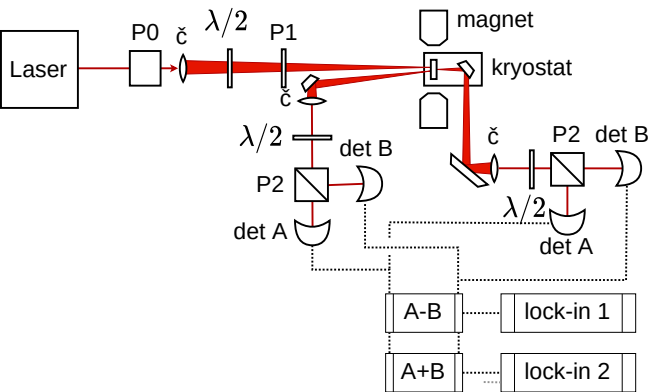 magnet
λ/2
P0
č
P1
Laser
kryostat
č
λ/2
det B
č
P2
det B
P2
λ/2
det A
det A
A-B
lock-in 1
A+B
lock-in 2